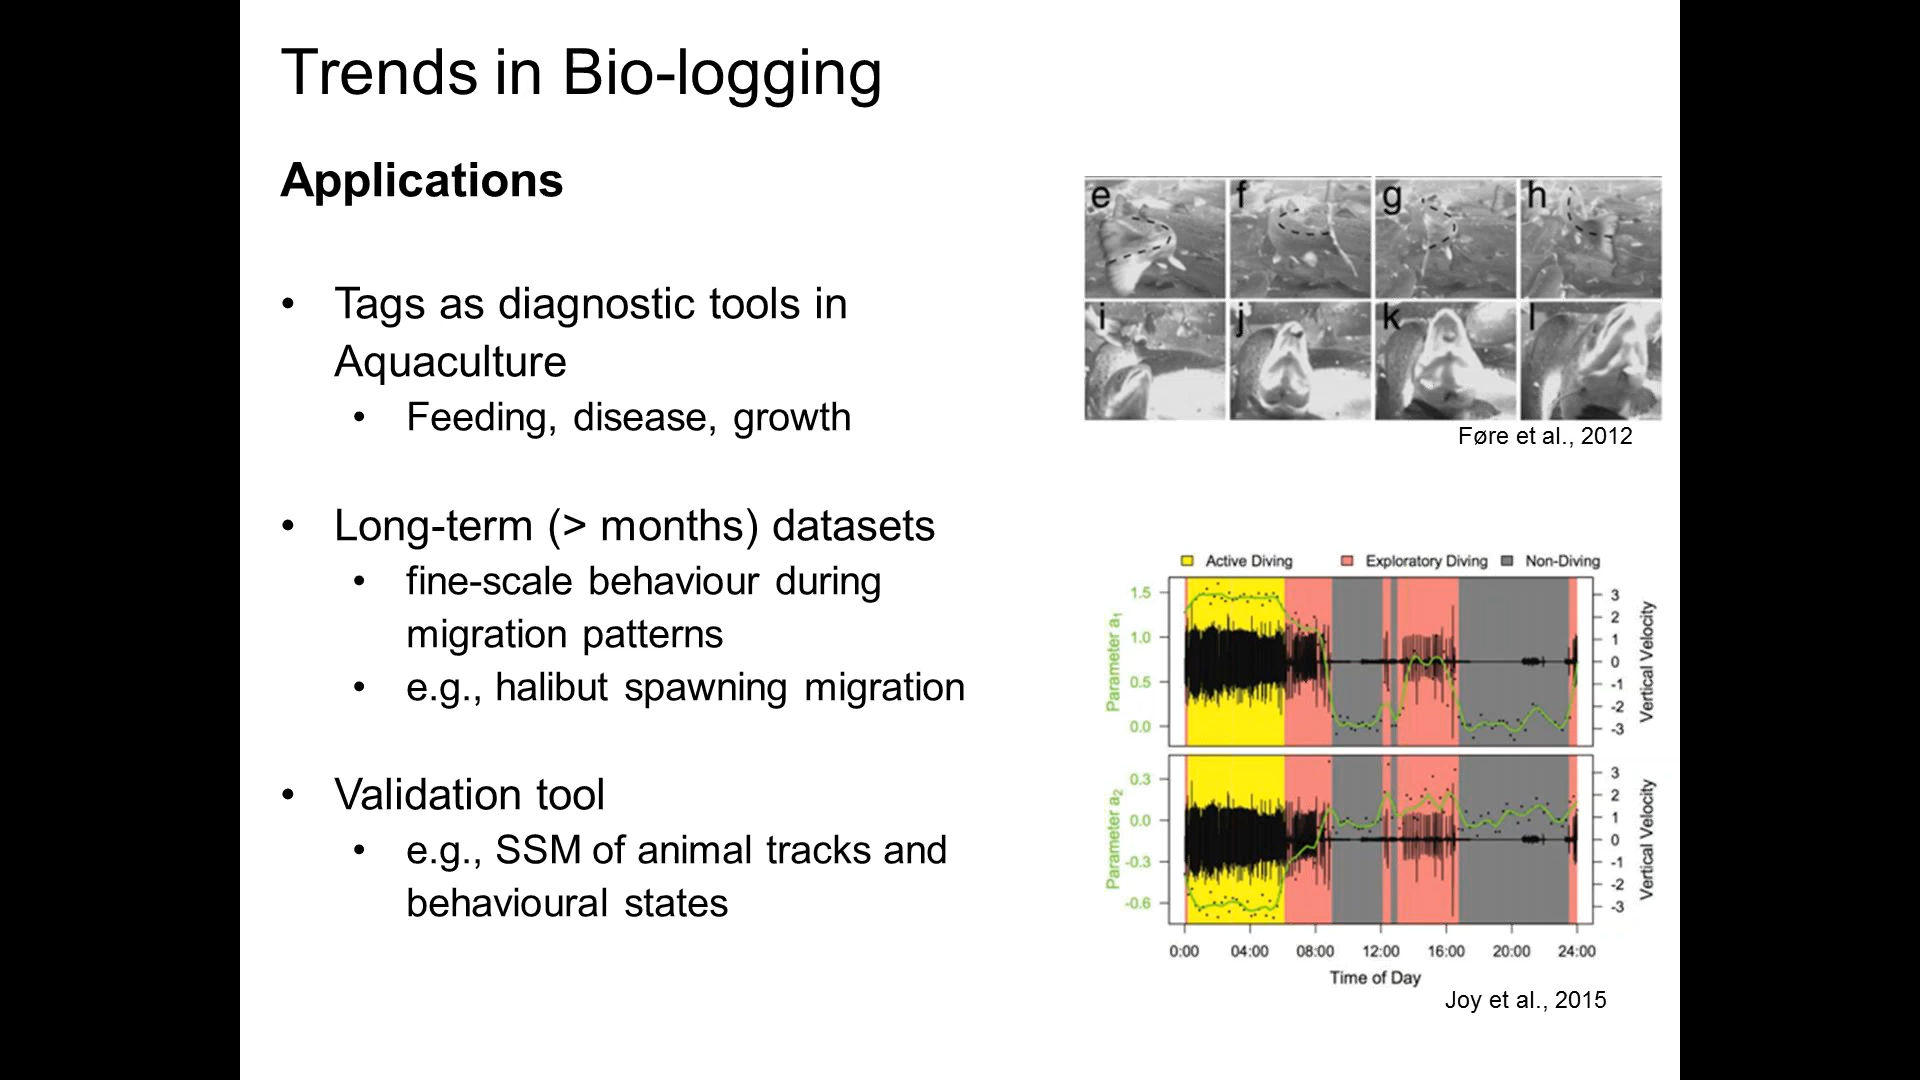 Trends in Bio-logging
Applications
• Tags as diagnostic tools in
Aquaculture
• Feeding, disease, growth
• Long-term (> months) datasets
• fine-scale behaviour during
migration patterns
• e.g., halibut spawning migration
• Validation tool
• e.g., SSM of animal tracks and
behavioural states
e f g h
i j k l
Føre et al., 2012
Active Diving Exploratory Diving Non-Diving
Parameter a1
1.5
1.0
0.5
0.0
3
2
1
0
-1
-2
-3
Vertical Velocity
Parameter a2
0.3
0.0
-0.3
-0.6
3
2
1
0
-1
-2
-3
Vertical Velocity
0:00 04:00 08:00 12:00 16:00 20:00 24:00
Time of Day
Joy et al., 2015